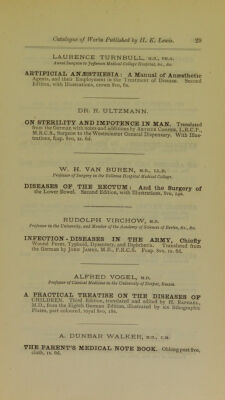 Catalogue of Works Published by H. K. Lewis. 29
LAURENCE TURNBULL, M.D., PH.G.
Aural Surgeon to Jefferson Medical College Hospital, &c., &c.
ARTIFICIAL ANÆSTHESIA: A Manual of Anæsthetic
Agents, and their Employment in the Treatment of Disease. Second
Edition, with Illustrations, crown 8vo, 6s.
DR. R. ULTZMANN.
ON STERILITY AND IMPOTENCE IN MAN. Translated
from the German with notes and additions by ARTHUR COOPER, L.R.C.P.,
M.R.C.S., Surgeon to the Westminster General Dispensary. With Illus-
trations, fcap. 8vo, 2s. 6d.
W. H. VAN BUREN, M.D., LL.D.
Professor of Surgery in the Bellevue Hospital Medical College.
DISEASES OF THE RECTUM: And the Surgery of
the Lower Bowel. Second Edition, with Illustrations, 8vo, 14s.
RUDOLPH VIRCHOW, M.D.
Professor in the University, and Member of the Academy of Sciences of Berlin, &c., &c.
INFECTION-DISEASES IN THE ARMY, Chiefly
Wound Fever, Typhoid, Dysentery, and Diphtheria. Translated from
the German by JOHN JAMES, M.D., F.R.C.S. Fcap. 8vo, 1s. 6d.
ALFRED VOGEL, M.D.
Professor of Clinical Medicine in the University of Dorpat, Russia.
A PRACTICAL TREATISE ON THE DISEASES OF
CHILDREN. Third Edition, translated and edited by H. RAPHAEL,
M.D., from the Eighth German Edition, illustrated by six lithographic
Plates, part coloured, royal 8vo, 18s.
A. DUNBAR WALKER, M.D., C.M.
THE PARENT'S MEDICAL NOTE BOOK. Oblong post 8vo,
cloth, 1s. 6d.